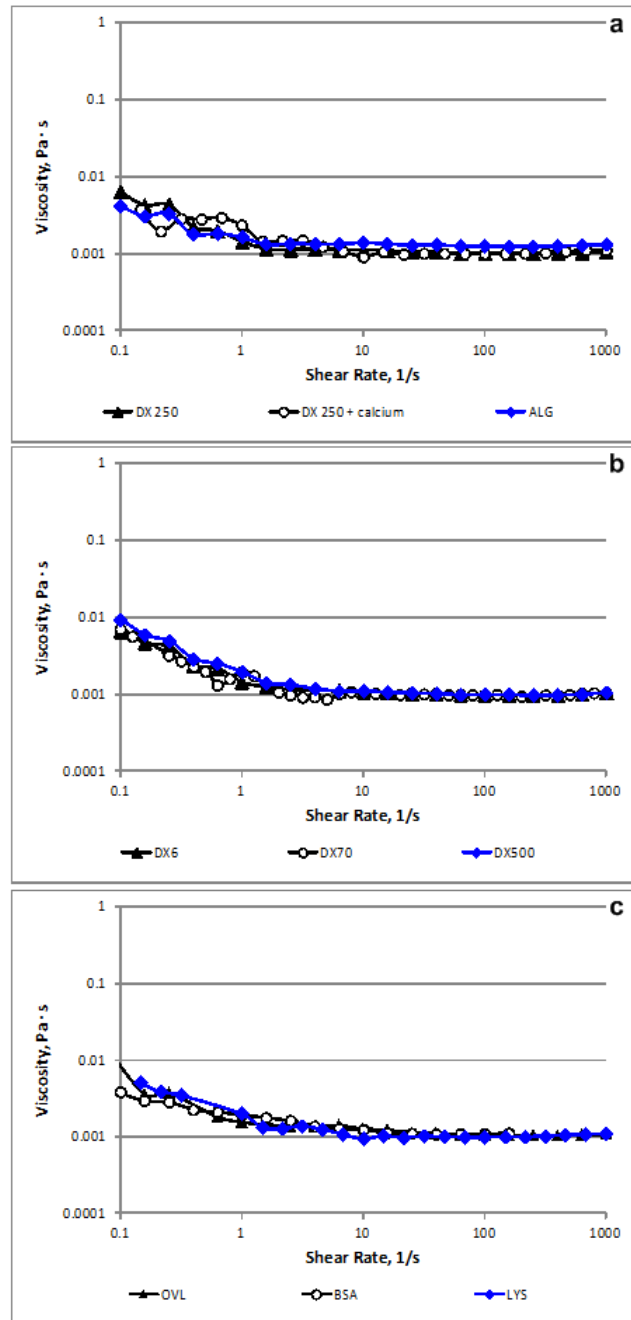 a
1
0.1
0.01
0.001
0.0001
Viscosity, Pa · s
0.1 1 10 100 1000
Shear Rate, 1/s
DX 250 DX 250 + calcium ALG
b
1
0.1
0.01
0.001
0.0001
Viscosity, Pa · s
0.1 1 10 100 1000
Shear Rate, 1/s
DX6 DX70 DX500
c
1
0.1
0.01
0.001
0.0001
Viscosity, Pa · s
0.1 1 10 100 1000
Shear Rate, 1/s
OVL BSA LYS